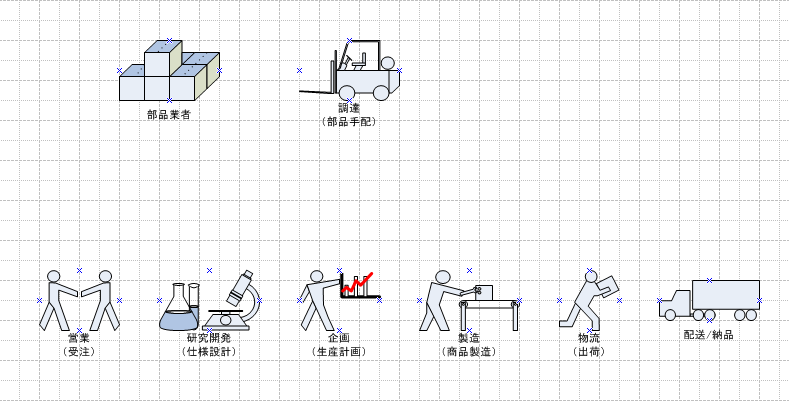 部品業者
調達
（部品手配）
営業
（受注）
研究開発
（仕様設計）
企画
（生産計画）
製造
（商品製造）
物流
（出荷）
配送/納品